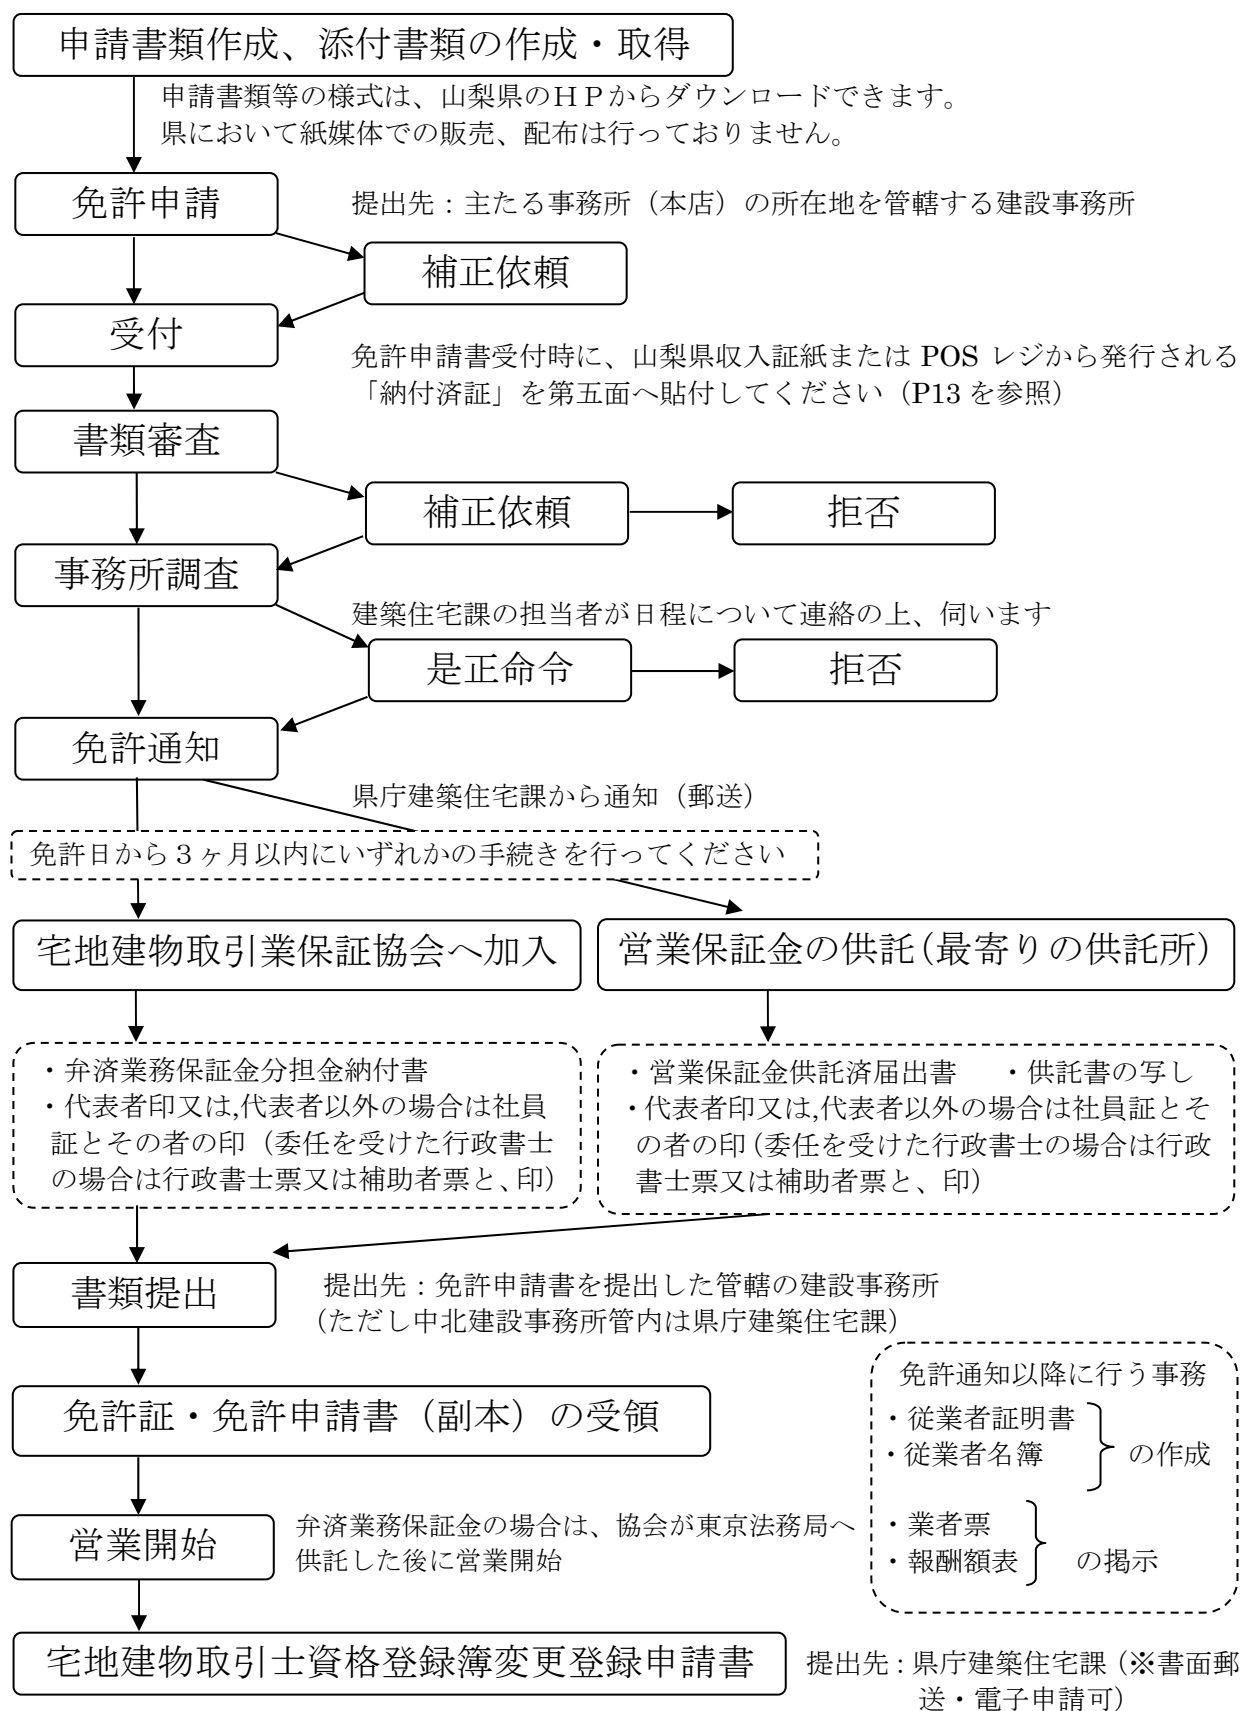 申請書類作成、添付書類の作成・取得
申請書類等の様式は、山梨県のＨＰからダウンロードできます。
県において紙媒体での販売、配布は行っておりません。
免許申請
提出先：主たる事務所（本店）の所在地を管轄する建設事務所
補正依頼
受付
免許申請書受付時に、山梨県収入証紙または POS レジから発行される
「納付済証」を第五面へ貼付してください（P13 を参照）
書類審査
補正依頼
拒否
事務所調査
建築住宅課の担当者が日程について連絡の上、伺います
是正命令
拒否
免許通知
県庁建築住宅課から通知（郵送）
免許日から３ヶ月以内にいずれかの手続きを行ってください
宅地建物取引業保証協会へ加入
営業保証金の供託（最寄りの供託所）
・弁済業務保証金分担金納付書
・代表者印又は,代表者以外の場合は社員
証とその者の印（委任を受けた行政書士
の場合は行政書士票又は補助者票と、印）
・営業保証金供託済届出書　・供託書の写し
・代表者印又は,代表者以外の場合は社員証とそ
の者の印（委任を受けた行政書士の場合は行政
書士票又は補助者票と、印）
書類提出
提出先：免許申請書を提出した管轄の建設事務所
（ただし中北建設事務所管内は県庁建築住宅課）
免許証・免許申請書（副本）の受領
免許通知以降に行う事務
・従業者証明書
・従業者名簿
の作成
・業者票
・報酬額表
の掲示
営業開始
弁済業務保証金の場合は、協会が東京法務局へ
供託した後に営業開始
宅地建物取引士資格登録簿変更登録申請書
提出先：県庁建築住宅課（※書面郵
送・電子申請可）